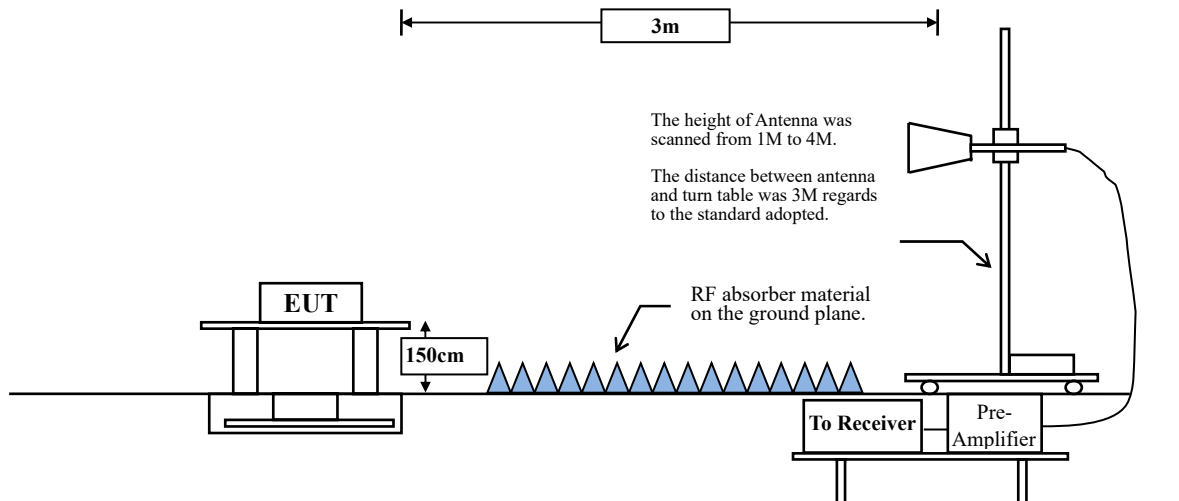 3m
The height of Antenna was
scanned from 1M to 4M.
The distance between antenna
and turn table was 3M regards
to the standard adopted.
RF absorber material
on the ground plane.
EUT
150cm
To Receiver
Pre-
Amplifier